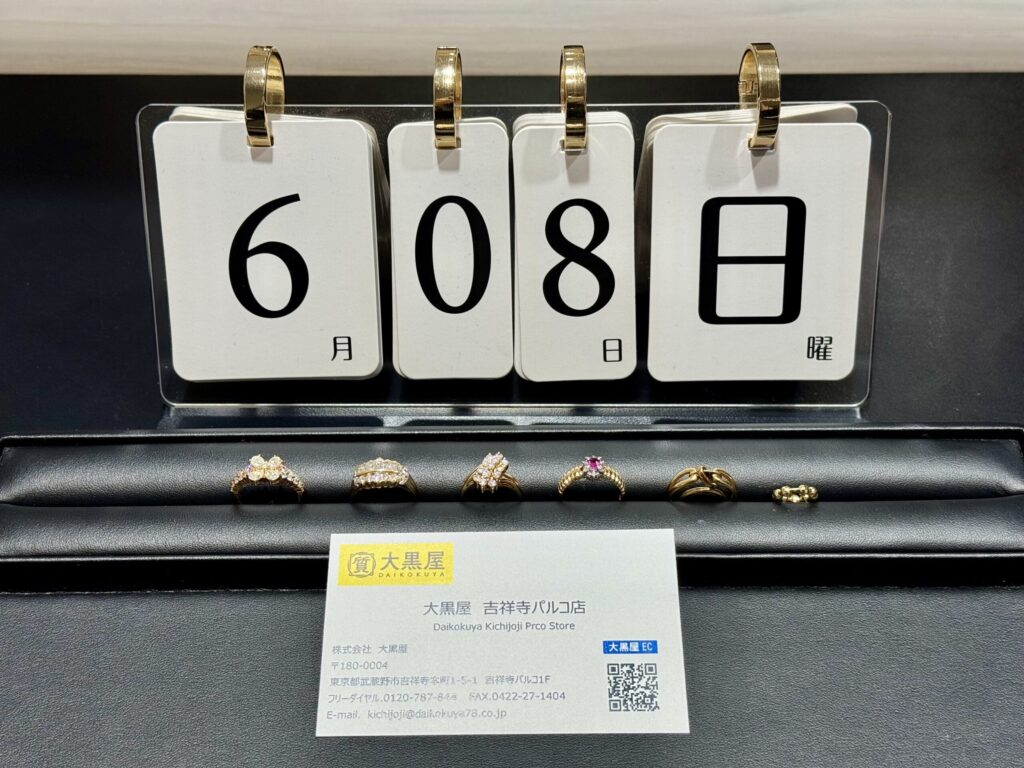 6月
08日
日曜
質 大黒屋
DAIKOKUYA
大黒屋 吉祥寺パルコ店
Daikokuya Kichijoji Prco Store
株式会社 大黒屋
〒180-0004
東京都武蔵野市吉祥寺本町1-5-1 吉祥寺パルコ1F
フリーダイヤル.0120-787-844 FAX.0422-27-1404
E-mail. kichijoji@daikokuya78.co.jp
大黒屋 EC